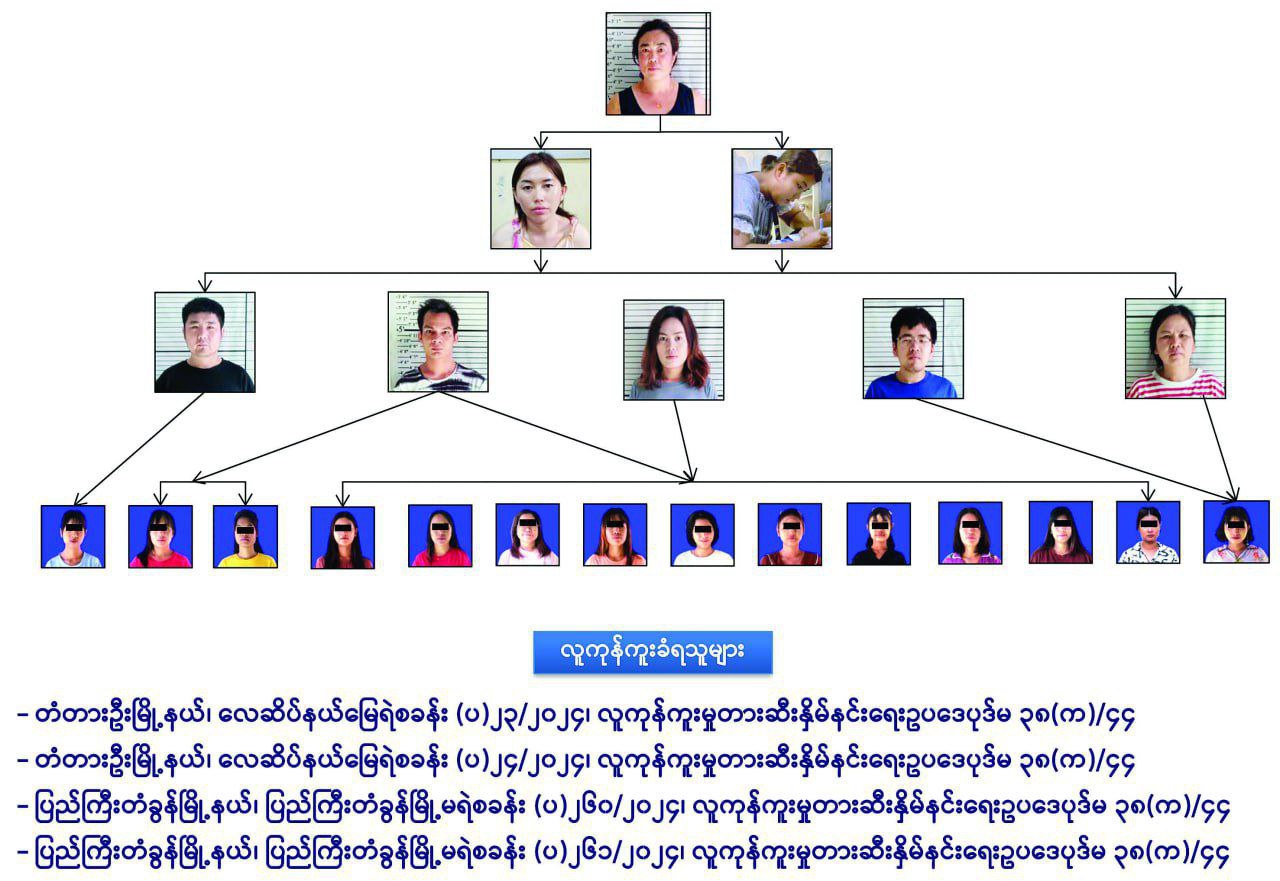 လူကုန်ကူးခံရသူများ
– တံတားဦးမြို့နယ်၊ လေဆိပ်နယ်မြေရဲစခန်း (ပ)၂၃/၂၀၂၄၊ လူကုန်ကူးမှုတားဆီးနှိမ်နင်းရေးဥပဒေပုဒ်မ ၃၈(က)/၄၄
– တံတားဦးမြို့နယ်၊ လေဆိပ်နယ်မြေရဲစခန်း (ပ)၂၄/၂၀၂၄၊ လူကုန်ကူးမှုတားဆီးနှိမ်နင်းရေးဥပဒေပုဒ်မ ၃၈(က)/၄၄
– ပြည်ကြီးတံခွန်မြို့နယ်၊ ပြည်ကြီးတံခွန်မြို့မရဲစခန်း (ပ)၂၆၀/၂၀၂၄၊ လူကုန်ကူးမှုတားဆီးနှိမ်နင်းရေးဥပဒေပုဒ်မ ၃၈(က)/၄၄
– ပြည်ကြီးတံခွန်မြို့နယ်၊ ပြည်ကြီးတံခွန်မြို့မရဲစခန်း (ပ)၂၆၁/၂၀၂၄၊ လူကုန်ကူးမှုတားဆီးနှိမ်နင်းရေးဥပဒေပုဒ်မ ၃၈(က)/၄၄